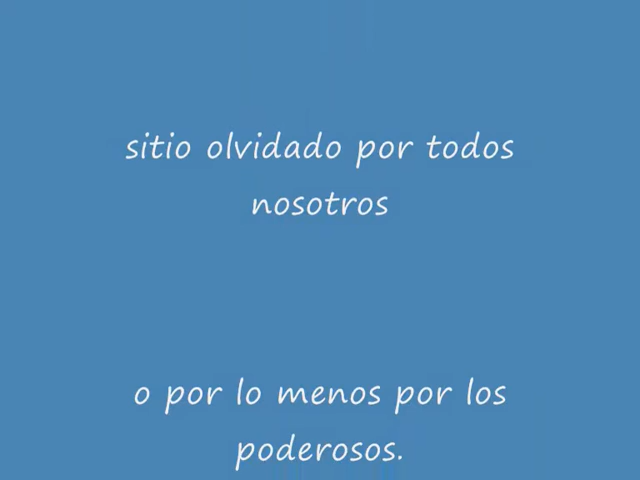 sitio olvidado por todos
nosotros
o por lo menos por los
poderosos.